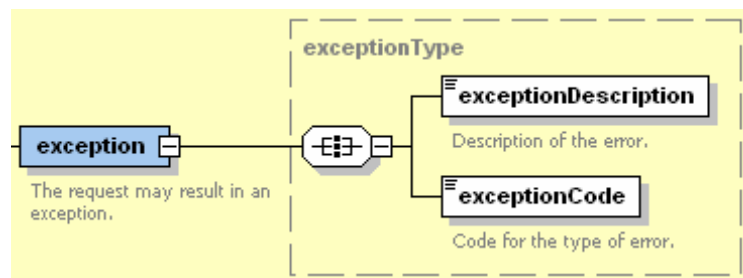 exceptionType
exceptionDescription
Description of the error.
exception
The request may result in an
exception.
exceptionCode
Code for the type of error.